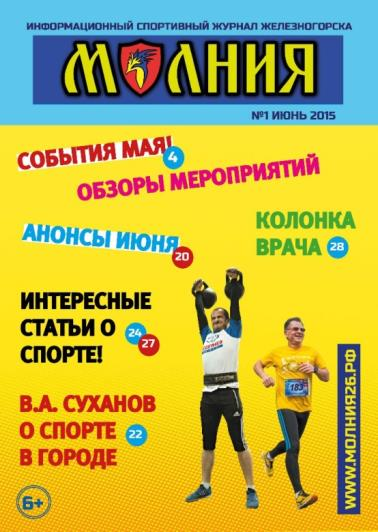 ИНФОРМАЦИОННЫЙ СПОРТИВНЫЙ ЖУРНАЛ ЖЕЛЕЗНОГОРСКА
МОЛНИЯ
№1 ИЮНЬ 2015
СОБЫТИЯ МАЯ!
4
ОБЗОРЫ МЕРОПРИЯТИЙ
АНОНСЫ ИЮНЯ
20
КОЛОНКА
ВРАЧА 28
ИНТЕРЕСНЫЕ
СТАТЬИ О 24
СПОРТЕ! 27
В.А. СУХАНОВ
О СПОРТЕ 22
В ГОРОДЕ
183
WWW.МОЛНИЯ26.РФ
6+